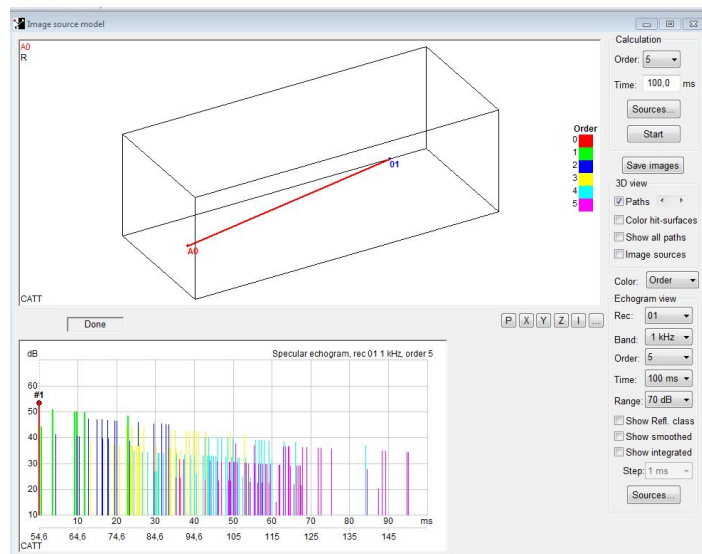 Image source model
A0
R
A0
01
Order
0
1
2
3
4
5
CATT
Done
P X Y Z I ...
dB
Specular echogram, rec 01 1 kHz, order 5
#1
60
50
40
30
20
10
10 20 30 40 50 60 70 80 90 ms
54,6 64,6 74,6 84,6 94,6 105 115 125 135 145
CATT
Calculation
Order: 5
Time: 100,0 ms
Sources...
Start
Save images
3D view
Paths
Color hit-surfaces
Show all paths
Image sources
Color: Order
Echogram view
Rec: 01
Band: 1 kHz
Order: 5
Time: 100 ms
Range: 70 dB
Show Refl. class
Show smoothed
Show integrated
Step: 1 ms
Sources...